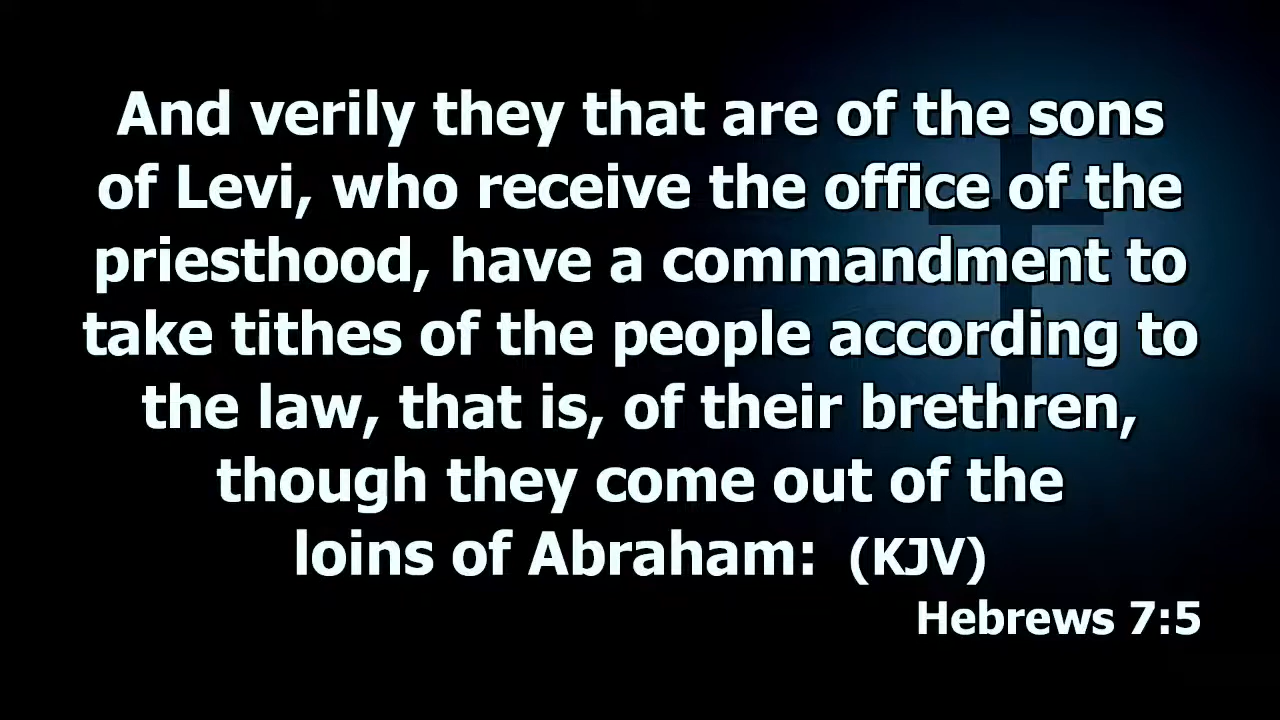 And verily they that are of the sons
of Levi, who receive the office of the
priesthood, have a commandment to
take tithes of the people according to
the law, that is, of their brethren,
though they come out of the
loins of Abraham: (KJV)
Hebrews 7:5